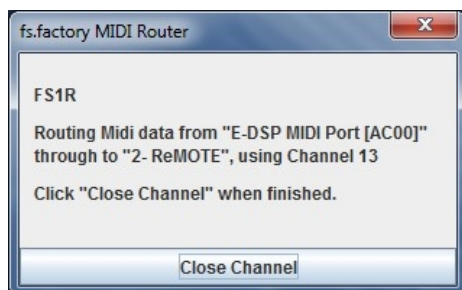 fs.factory MIDI Router
FS1R
Routing Midi data from "E-DSP MIDI Port [AC00]"
through to "2- ReMOTE", using Channel 13
Click "Close Channel" when finished.
Close Channel